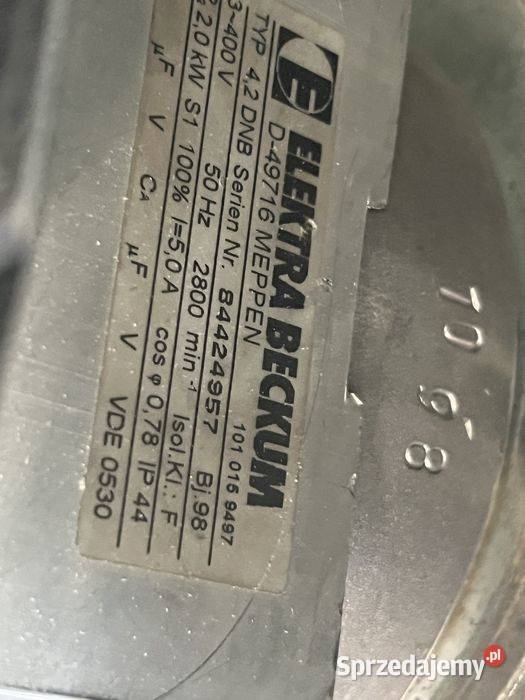 E ELEKTRA BECKUM
D-49716 MEPPEN 101 015 9497
TYP 4,2 DNB Serien Nr. 84424957 Bj.98
3~400 V 50 Hz 2800 min-1 Isol.Kl.: F
2,0 kW S1 100% I=5,0 A cos φ 0,78 IP 44
µF V CA µF V VDE 0530
10 98
Sprzedajemy.pl